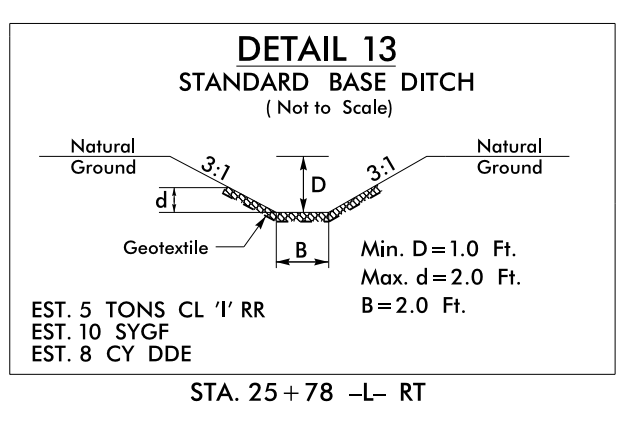 DETAIL 13
STANDARD BASE DITCH
( Not to Scale)
Natural
Ground
3:1
D
3:1
Natural
Ground
d
Geotextile
B
Min. D=1.0 Ft.
Max. d=2.0 Ft.
B=2.0 Ft.
EST. 5 TONS CL 'I' RR
EST. 10 SYGF
EST. 8 CY DDE
STA. 25+78 -L- RT